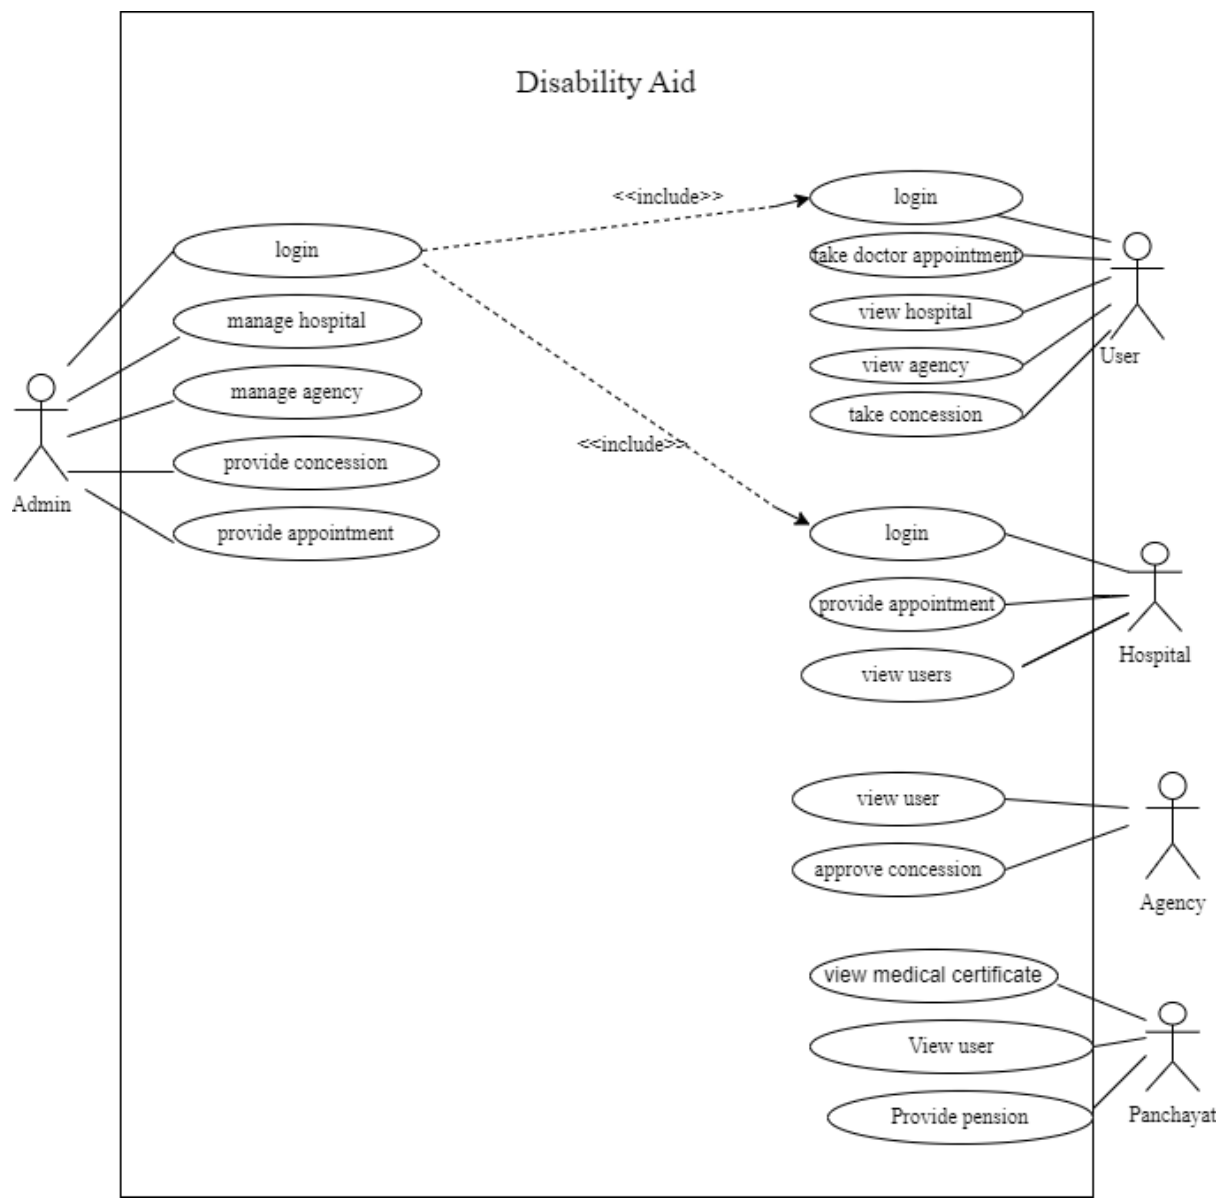 Disability Aid
<<include>>
login
login
take doctor appointment
manage hospital
view hospital
User
view agency
manage agency
take concession
<<include>>
provide concession
Admin
provide appointment
login
provide appointment
Hospital
view users
view user
approve concession
Agency
view medical certificate
View user
Provide pension
Panchayat